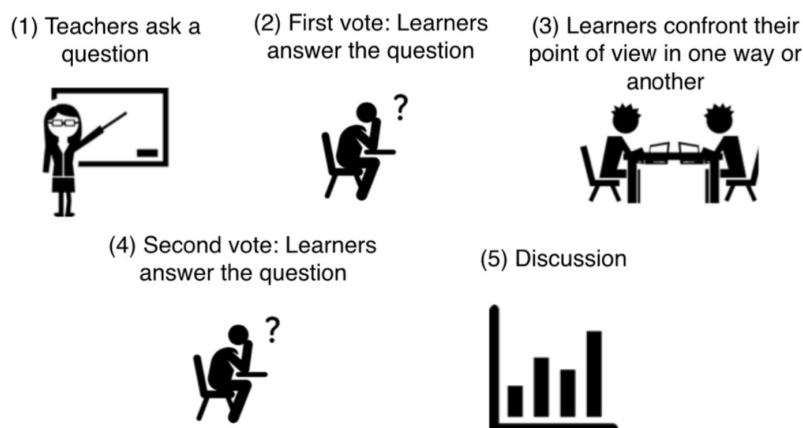 (1) Teachers ask a
question
(2) First vote: Learners
answer the question
(3) Learners confront their
point of view in one way or
another
?
(4) Second vote: Learners
answer the question
(5) Discussion
?